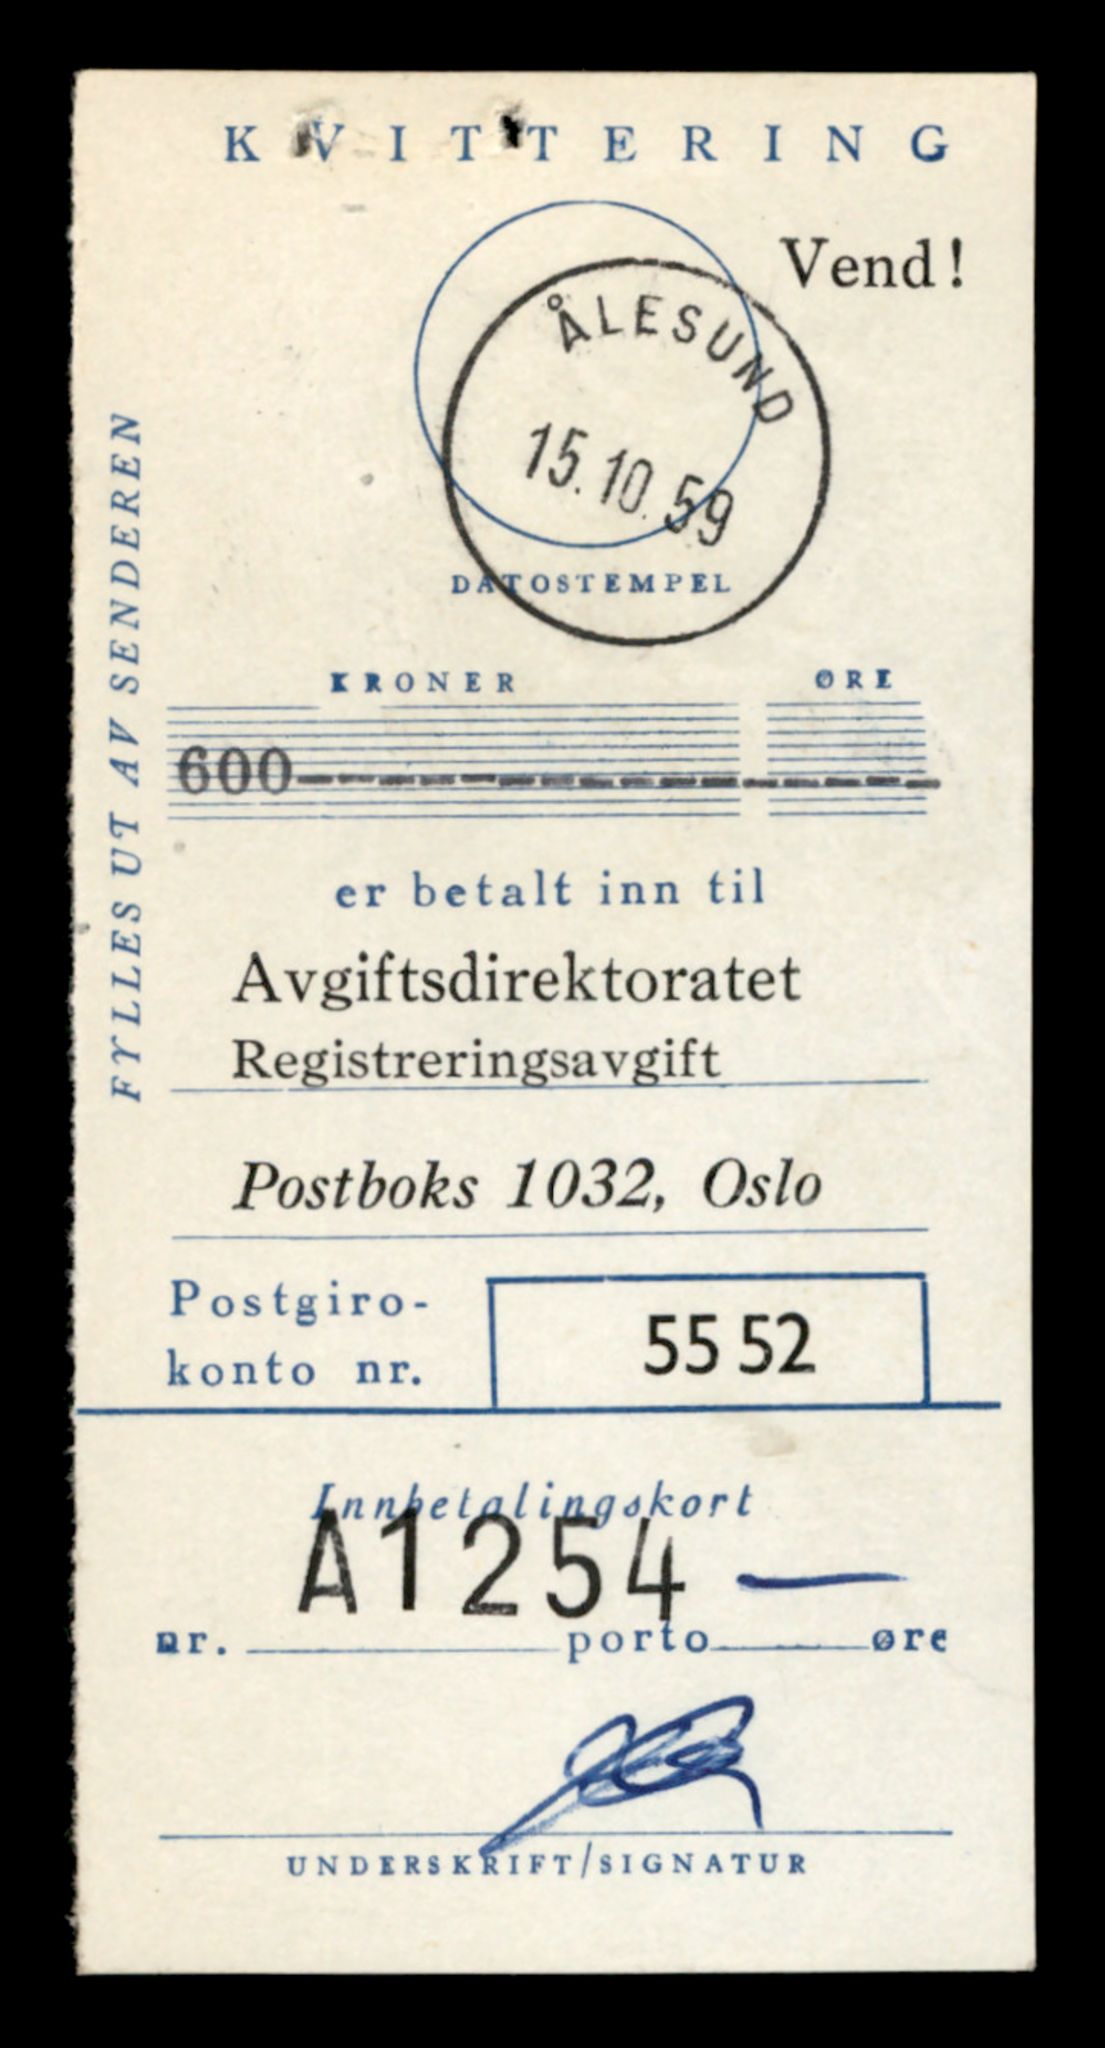 KVITTERING
Vend!
ÅLESUND
15.10.59
DATOSTEMPEL
FYLLES UT AV SENDEREN
KRONER ØRE
600----------------
er betalt inn til
Avgiftsdirektoratet
Registreringsavgift
Postboks 1032, Oslo
Postgiro-
konto nr.
55 52
Innbetalingskort
A1254 —
nr. porto øre
UNDERSKRIFT/SIGNATUR